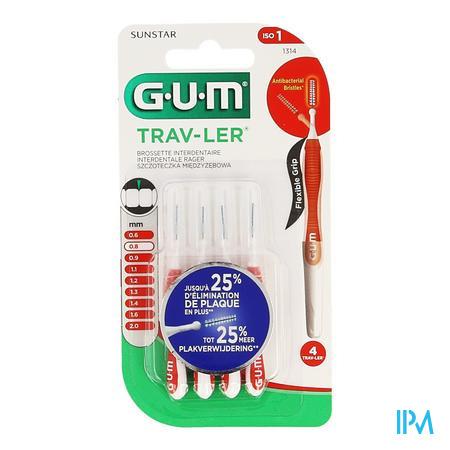 SUNSTAR
ISO 1
1314
G·U·M®
TRAV-LER®
BROSSETTE INTERDENTAIRE
INTERDENTALE RAGER
SZCZOTECZKA MIĘDZYZĘBOWA
Antibacterial
Bristles*
Flexible Grip
G·U·M
mm
0.6
0.8
0.9
1.1
1.2
1.3
1.4
1.6
2.0
JUSQU'À 25%
D'ÉLIMINATION
DE PLAQUE
EN PLUS**
TOT 25% MEER
PLAKVERWIJDERING**
4
TRAV-LER®
IPM